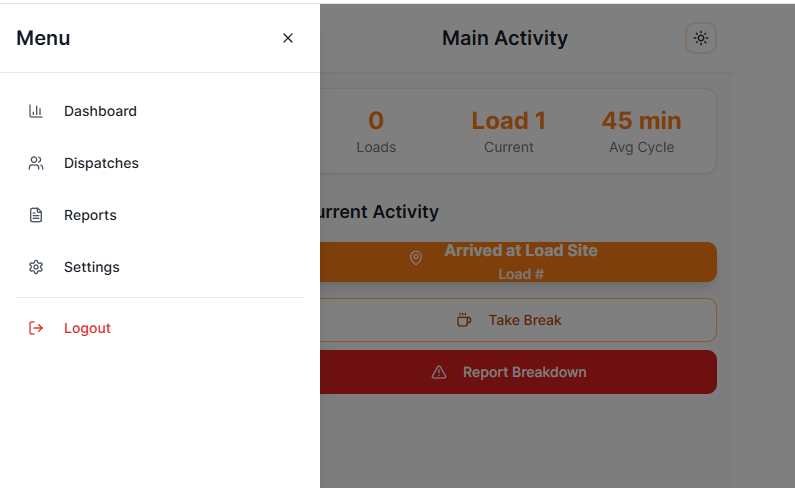 Menu
Dashboard
Dispatches
Reports
Settings
Logout
Main Activity
0
Loads
Load 1
Current
45 min
Avg Cycle
urrent Activity
Arrived at Load Site
Load #
Take Break
Report Breakdown